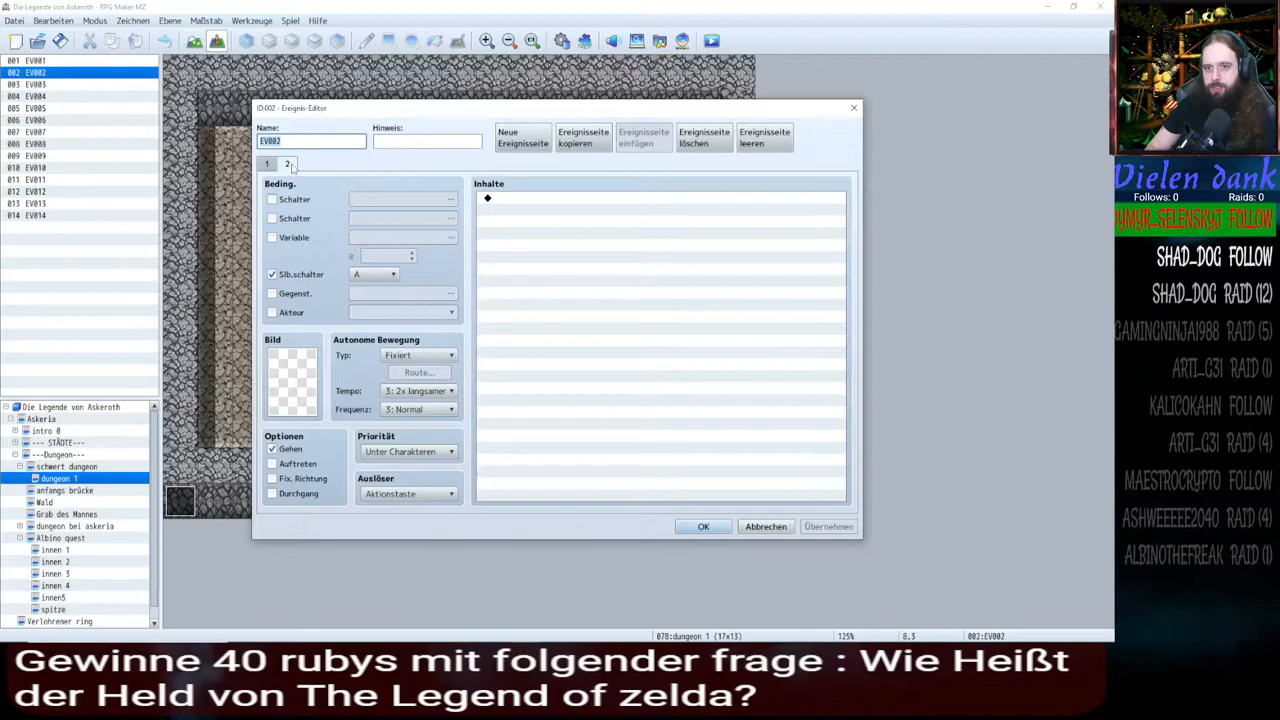 Die Legende von Askeroth - RPG Maker MZ
Datei Bearbeiten Modus Zeichnen Ebene Maßstab Werkzeuge Spiel Hilfe
001 EV001
002 EV002
003 EV003
004 EV004
005 EV005
006 EV006
007 EV007
008 EV008
009 EV009
010 EV010
011 EV011
012 EV012
013 EV013
014 EV014
ID:002 - Ereignis-Editor
Name:
Hinweis:
EV002
Neue Ereignisseite
Ereignisseite kopieren
Ereignisseite einfügen
Ereignisseite löschen
Ereignisseite leeren
1 2
Beding.
Schalter
Schalter
Variable
≥
Slb.schalter A
Gegenst.
Akteur
Bild
Autonome Bewegung
Typ: Fixiert
Route...
Tempo: 3: 2x langsamer
Frequenz: 3: Normal
Optionen
Gehen
Auftreten
Fix. Richtung
Durchgang
Priorität
Unter Charakteren
Auslöser
Aktionstaste
Inhalte
OK Abbrechen Übernehmen
Die Legende von Askeroth
Askeria
intro 0
--- STÄDTE---
---Dungeon---
schwert dungeon
dungeon 1
anfangs brücke
Wald
Grab des Mannes
dungeon bei askeria
Albino quest
innen 1
innen 2
innen 3
innen 4
innen5
spitze
Verlohrener ring
078:dungeon 1 (17x13) 125% 8,3 002:EV002
Vielen dank
Follows: 0 Raids: 0
DYMYR_SELENSKYJ FOLLOW
SHAD_DOG FOLLOW
SHAD_DOG RAID (12)
GAMINGNINJA1988 RAID (5)
ARTI_G31 RAID (1)
KALICOKAHN FOLLOW
ARTI_G31 RAID (4)
MAESTROCRYPTO FOLLOW
ASHWEEEEE2040 RAID (4)
ALBINOTHEFREAK RAID (1)
Gewinne 40 rubys mit folgender frage : Wie Heißt
der Held von The Legend of zelda?